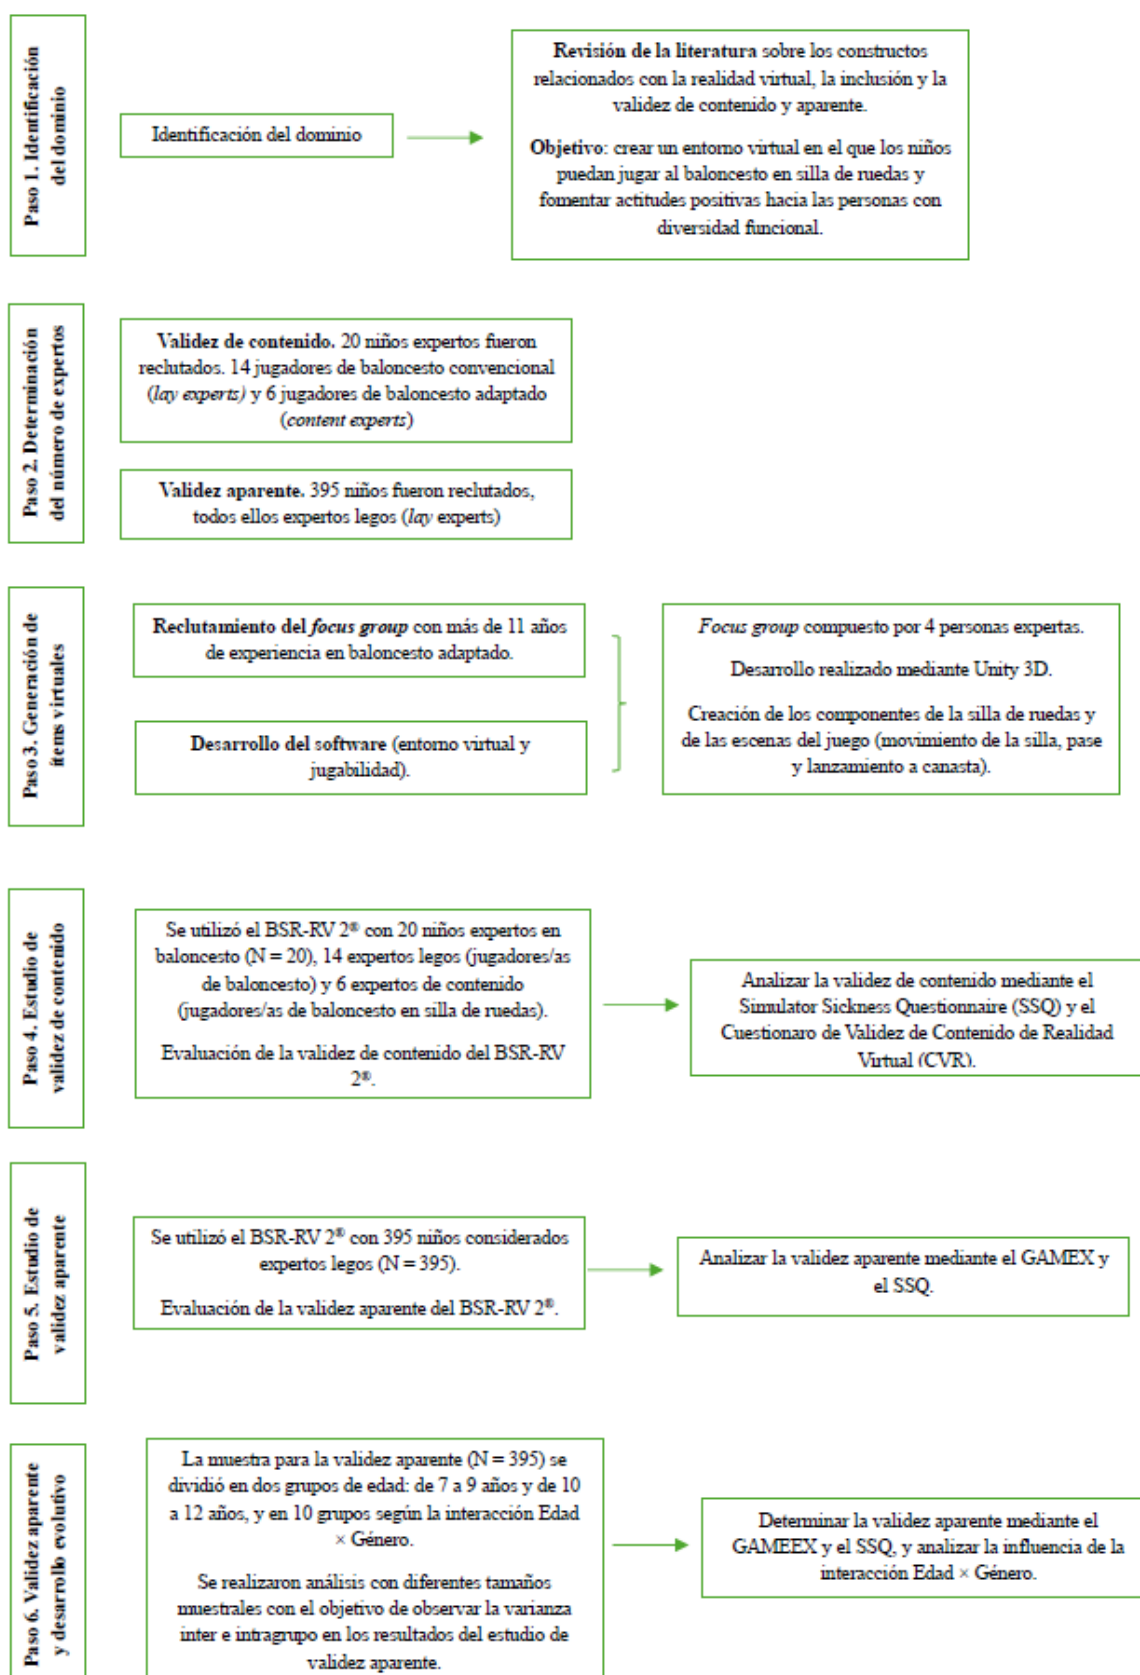 Paso 1. Identificación
del dominio
Identificación del dominio
Revisión de la literatura sobre los constructos
relacionados con la realidad virtual, la inclusión y la
validez de contenido y aparente.
Objetivo: crear un entorno virtual en el que los niños
puedan jugar al baloncesto en silla de ruedas y
fomentar actitudes positivas hacia las personas con
diversidad funcional.
Paso 2. Determinación
del número de expertos
Validez de contenido. 20 niños expertos fueron
reclutados. 14 jugadores de baloncesto convencional
(lay experts) y 6 jugadores de baloncesto adaptado
(content experts)
Validez aparente. 395 niños fueron reclutados,
todos ellos expertos legos (lay experts)
Paso 3. Generación de
ítems virtuales
Reclutamiento del focus group con más de 11 años
de experiencia en baloncesto adaptado.
Desarrollo del software (entorno virtual y
jugabilidad).
Focus group compuesto por 4 personas expertas.
Desarrollo realizado mediante Unity 3D.
Creación de los componentes de la silla de ruedas y
de las escenas del juego (movimiento de la silla, pase
y lanzamiento a canasta).
Paso 4. Estudio de
validez de contenido
Se utilizó el BSR-RV 2® con 20 niños expertos en
baloncesto (N = 20), 14 expertos legos (jugadores/as
de baloncesto) y 6 expertos de contenido
(jugadores/as de baloncesto en silla de ruedas).
Evaluación de la validez de contenido del BSR-RV
2®.
Analizar la validez de contenido mediante el
Simulator Sickness Questionnaire (SSQ) y el
Cuestionaro de Validez de Contenido de Realidad
Virtual (CVR).
Paso 5. Estudio de
validez aparente
Se utilizó el BSR-RV 2® con 395 niños considerados
expertos legos (N = 395).
Evaluación de la validez aparente del BSR-RV 2®.
Analizar la validez aparente mediante el GAMEX y
el SSQ.
Paso 6. Validez aparente
y desarrollo evolutivo
La muestra para la validez aparente (N = 395) se
dividió en dos grupos de edad: de 7 a 9 años y de 10
a 12 años, y en 10 grupos según la interacción Edad
× Género.
Se realizaron análisis con diferentes tamaños
muestrales con el objetivo de observar la varianza
inter e intragrupo en los resultados del estudio de
validez aparente.
Determinar la validez aparente mediante el
GAMEEX y el SSQ, y analizar la influencia de la
interacción Edad × Género.